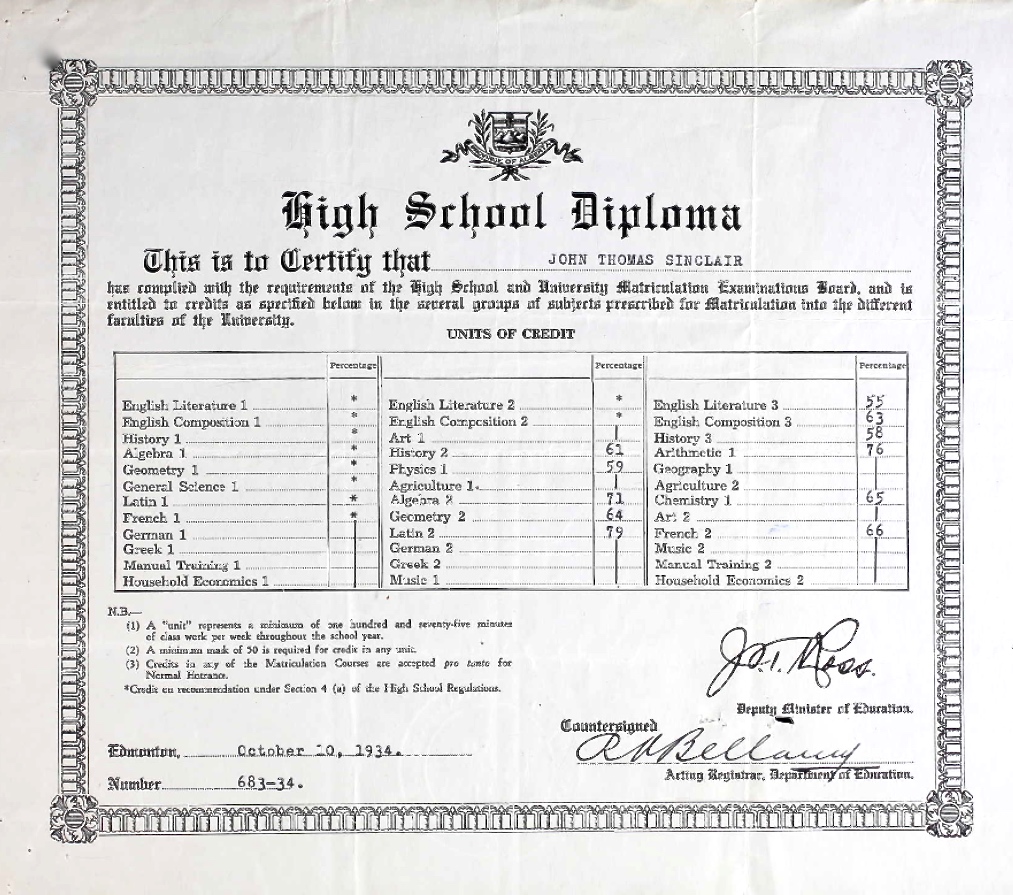 High School Diploma
This is to Certify that JOHN THOMAS SINCLAIR
has complied with the requirements of the High School and University Matriculation Examinations Board, and is
entitled to credits as specified below in the several groups of subjects prescribed for Matriculation into the different
faculties of the University.
UNITS OF CREDIT
Percentage Percentage Percentage
English Literature 1 * English Literature 2 * English Literature 3 55
English Composition 1 * English Composition 2 * English Composition 3 63
History 1 * Art 1 History 3 58
Algebra 1 * History 2 61 Arithmetic 1 76
Geometry 1 * Physics 1 59 Geography 1
General Science 1 * Agriculture 1 Agriculture 2
Latin 1 * Algebra 2 71 Chemistry 1 65
French 1 * Geometry 2 64 Art 2
German 1 Latin 2 79 French 2 66
Greek 1 German 2 Music 2
Manual Training 1 Greek 2 Manual Training 2
Household Economics 1 Music 1 Household Economics 2
N.B.—
(1) A "unit" represents a minimum of one hundred and seventy-five minutes
of class work per week throughout the school year.
(2) A minimum mark of 50 is required for credit in any unit.
(3) Credits in any of the Matriculation Courses are accepted pro tanto for
Normal Entrance.
*Credit on recommendation under Section 4 (a) of the High School Regulations.
Ross.
Deputy Minister of Education.
Countersigned
Edmonton, October 10, 1934.
R A Bellamy
Acting Registrar, Department of Education.
Number 683-34.